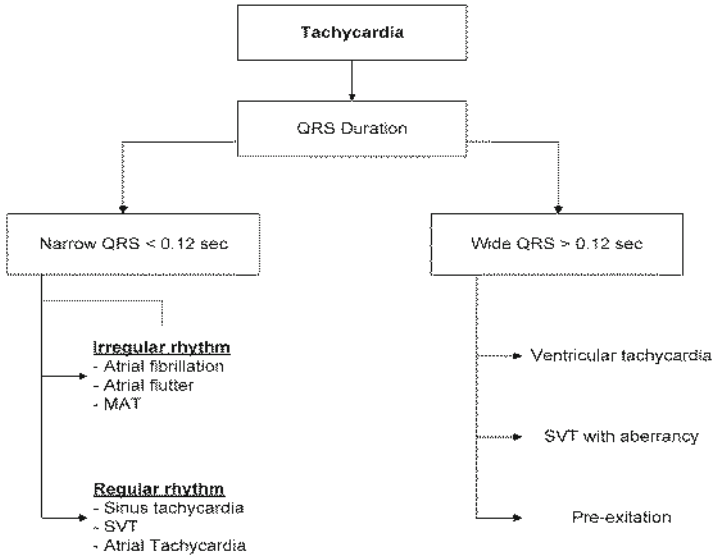 Tachycardia
QRS Duration
Narrow QRS < 0.12 sec
Wide QRS > 0.12 sec
Irregular rhythm
- Atrial fibrillation
- Atrial flutter
- MAT
Regular rhythm
- Sinus tachycardia
- SVT
- Atrial Tachycardia
Ventricular tachycardia
SVT with aberrancy
Pre-exitation